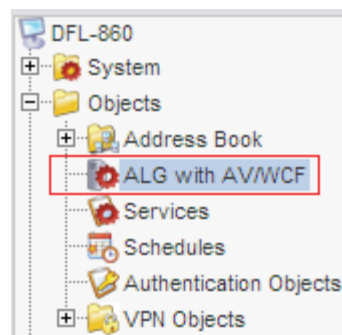 DFL-860
System
Objects
Address Book
ALG with AV/WCF
Services
Schedules
Authentication Objects
VPN Objects